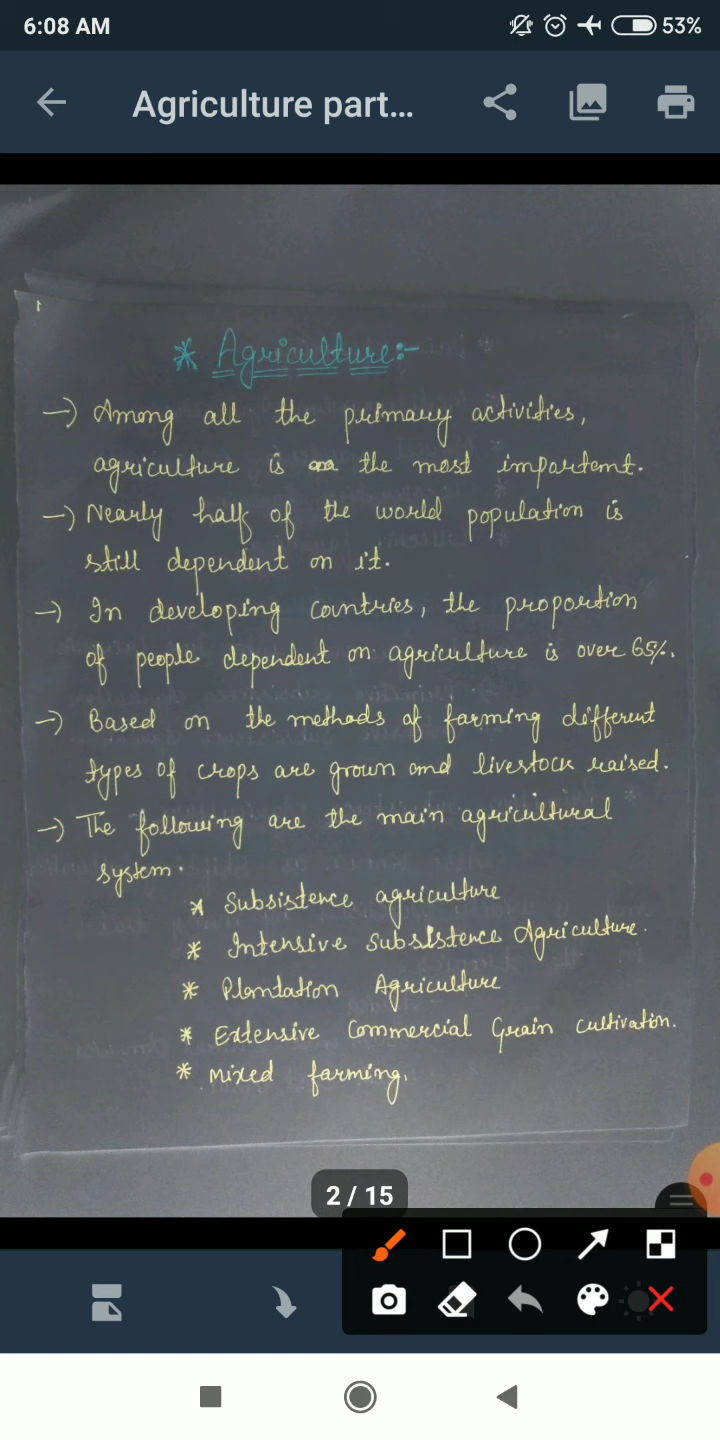 6:08 AM
53%
Agriculture part...
1
* Agriculture:-
→ Among all the primary activities,
agriculture is the most important.
→ Nearly half of the world population is
still dependent on it.
→ In developing countries, the proportion
of people dependent on agriculture is over 65%.
→ Based on the methods of farming different
types of crops are grown and livestock raised.
→ The following are the main agricultural
system.
* Subsistence agriculture
* Intensive Subsistence Agriculture.
* Plantation Agriculture
* Extensive Commercial Grain cultivation.
* Mixed farming.
2 / 15